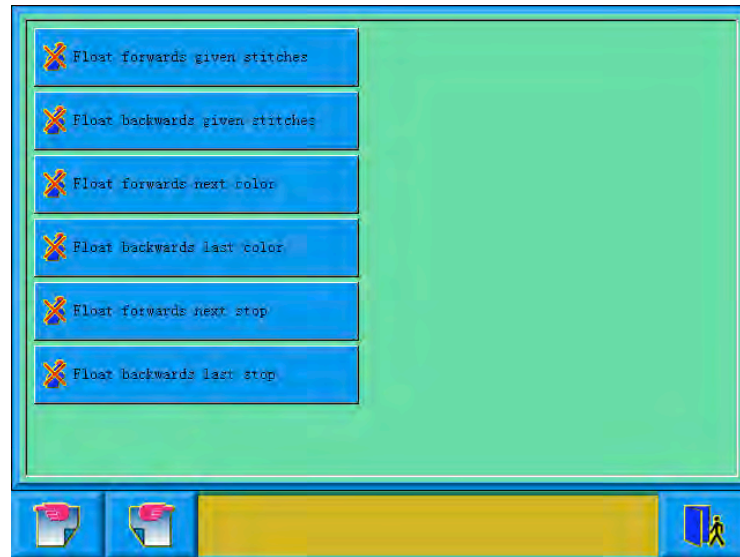 Float forwards given stitches
Float backwards given stitches
Float forwards next color
Float backwards last color
Float forwards next stop
Float backwards last stop